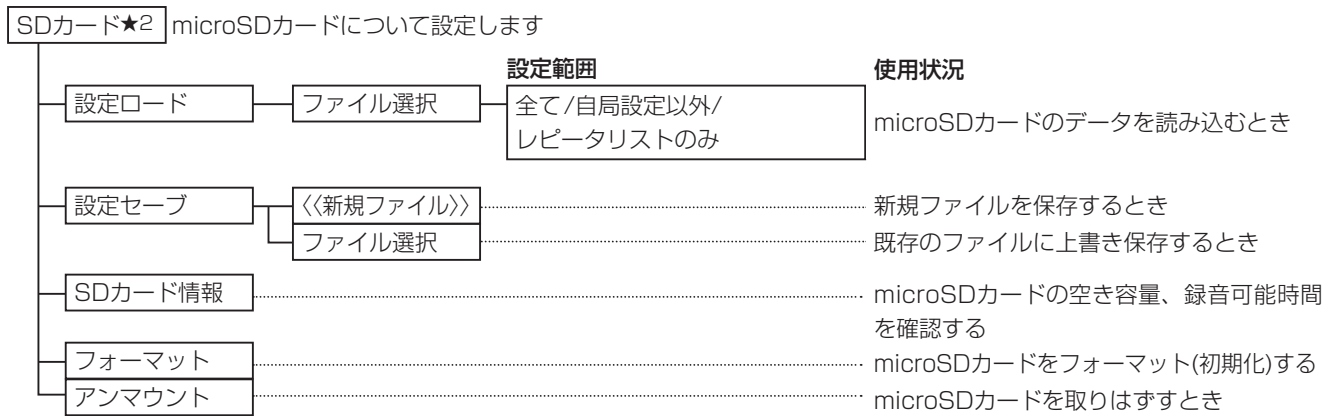 SDカード★2 microSDカードについて設定します
設定範囲 使用状況
設定ロード ファイル選択 全て/自局設定以外/
レピータリストのみ
microSDカードのデータを読み込むとき
設定セーブ 〈〈新規ファイル〉〉 新規ファイルを保存するとき
ファイル選択 既存のファイルに上書き保存するとき
SDカード情報 microSDカードの空き容量、録音可能時間
を確認する
フォーマット microSDカードをフォーマット(初期化)する
アンマウント microSDカードを取りはずすとき